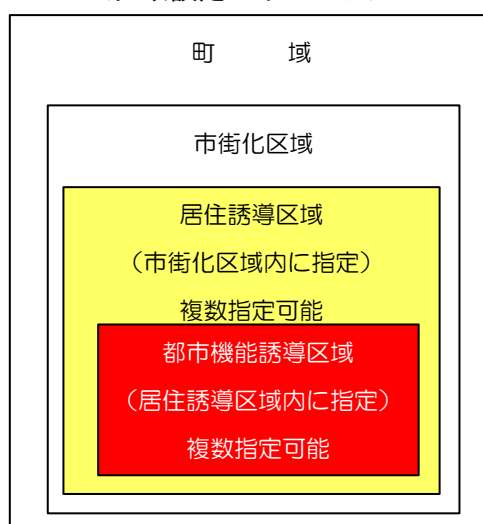 町　域
市街化区域
居住誘導区域
（市街化区域内に指定）
複数指定可能
都市機能誘導区域
（居住誘導区域内に指定）
複数指定可能